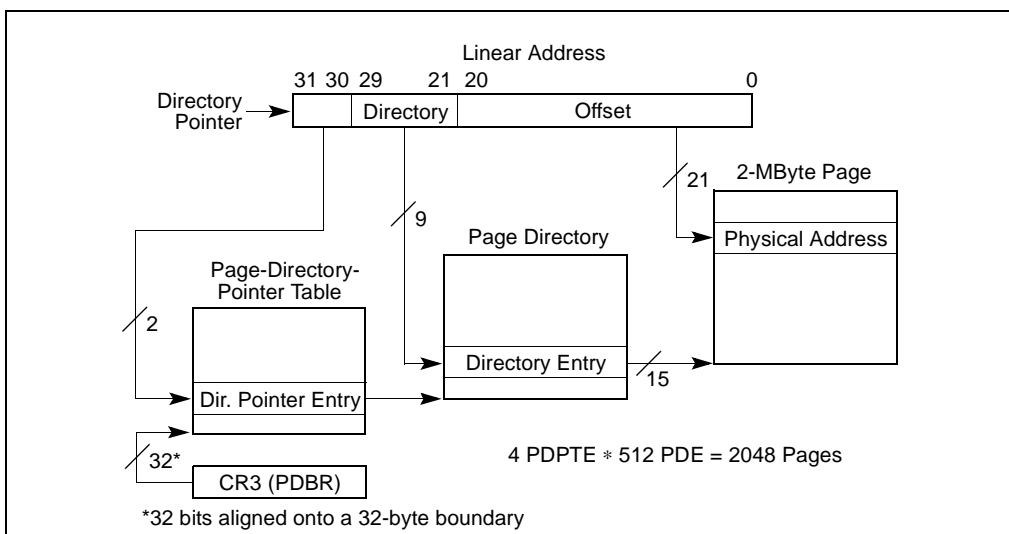 Linear Address
31 30 29 21 20 0
Directory Pointer
Directory
Offset
21
2-MByte Page
9
Physical Address
Page Directory
Page-Directory-
Pointer Table
2
Directory Entry
15
Dir. Pointer Entry
32*
4 PDPTE * 512 PDE = 2048 Pages
CR3 (PDBR)
*32 bits aligned onto a 32-byte boundary